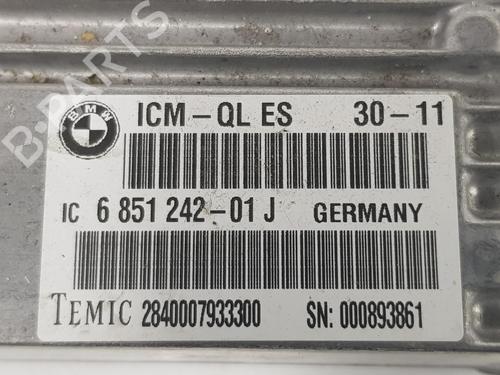 BMW
ICM-QL ES 30-11
IC 6 851 242-01 J GERMANY
TEMIC 2840007933300 SN: 000893861
B-PARTS